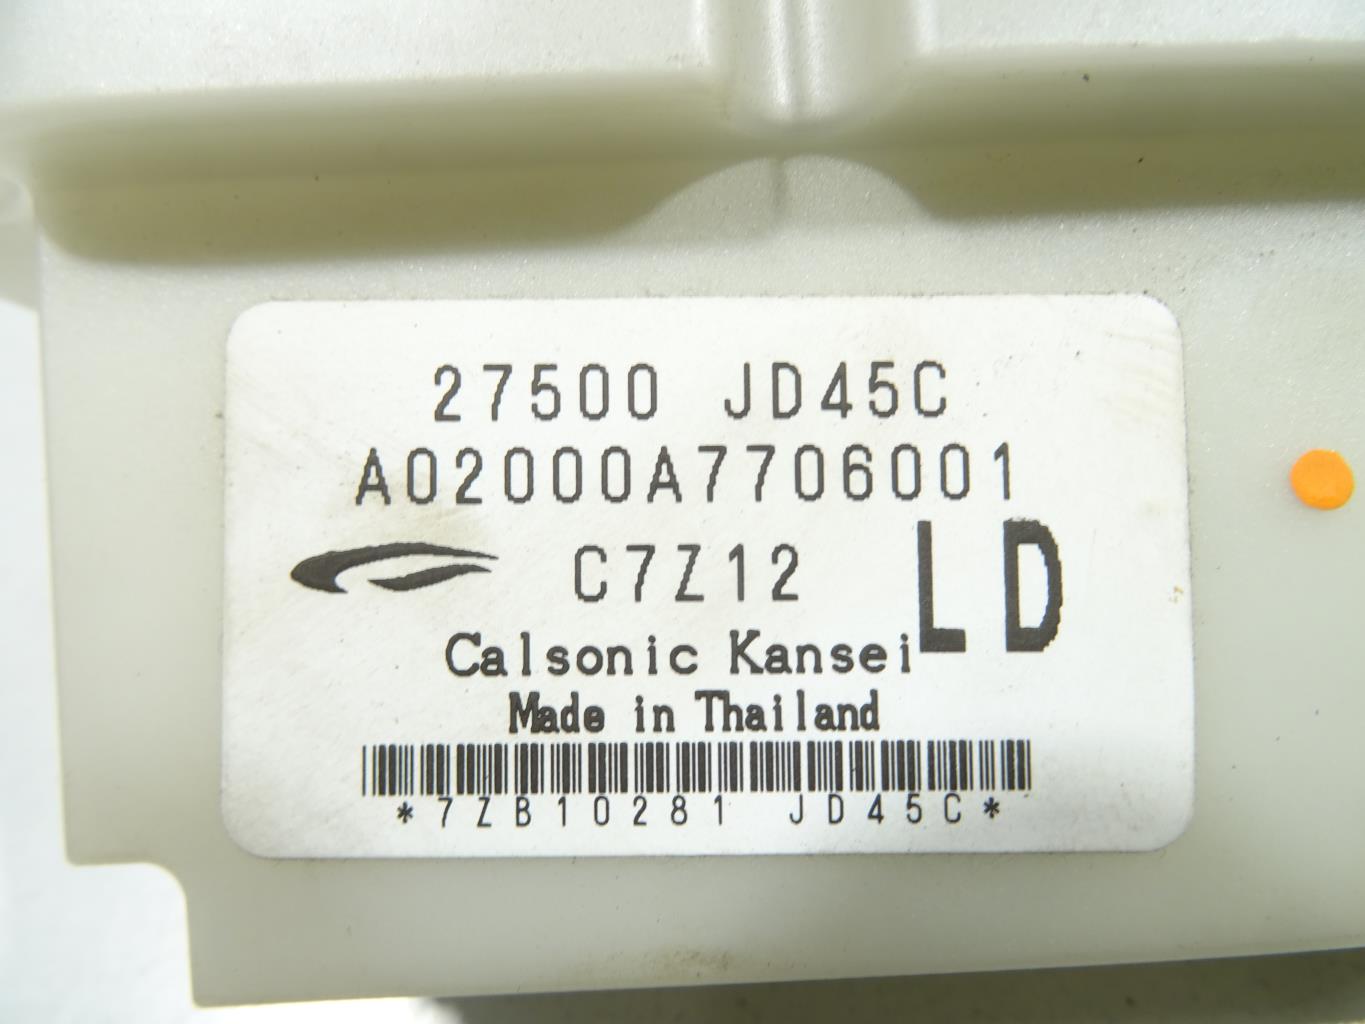 27500 JD45C
A02000A7706001
C7Z12 LD
Calsonic Kansei
Made in Thailand
*7ZB10281 JD45C*